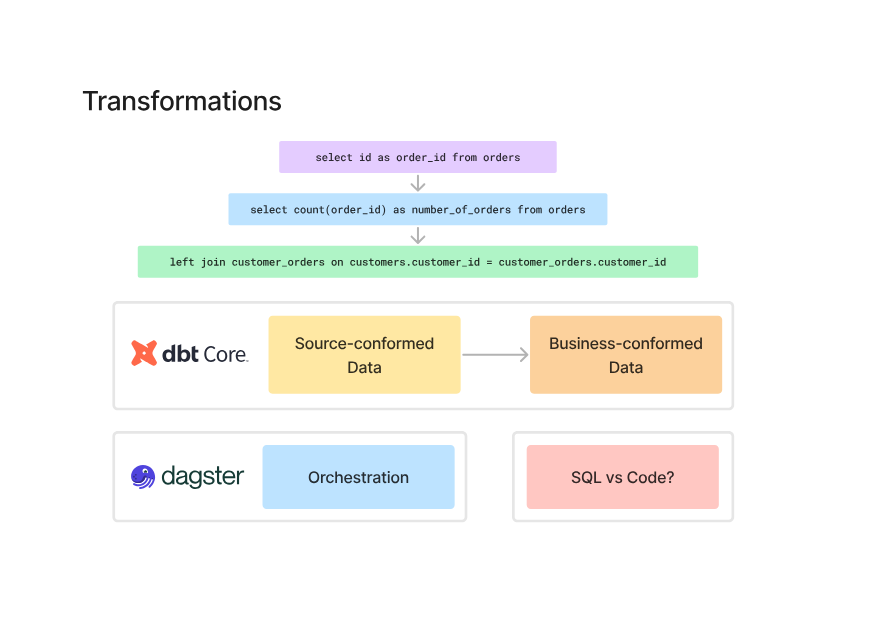 Transformations
select id as order_id from orders
select count(order_id) as number_of_orders from orders
left join customer_orders on customers.customer_id = customer_orders.customer_id
dbt Core
Source-conformed
Data
Business-conformed
Data
dagster
Orchestration
SQL vs Code?